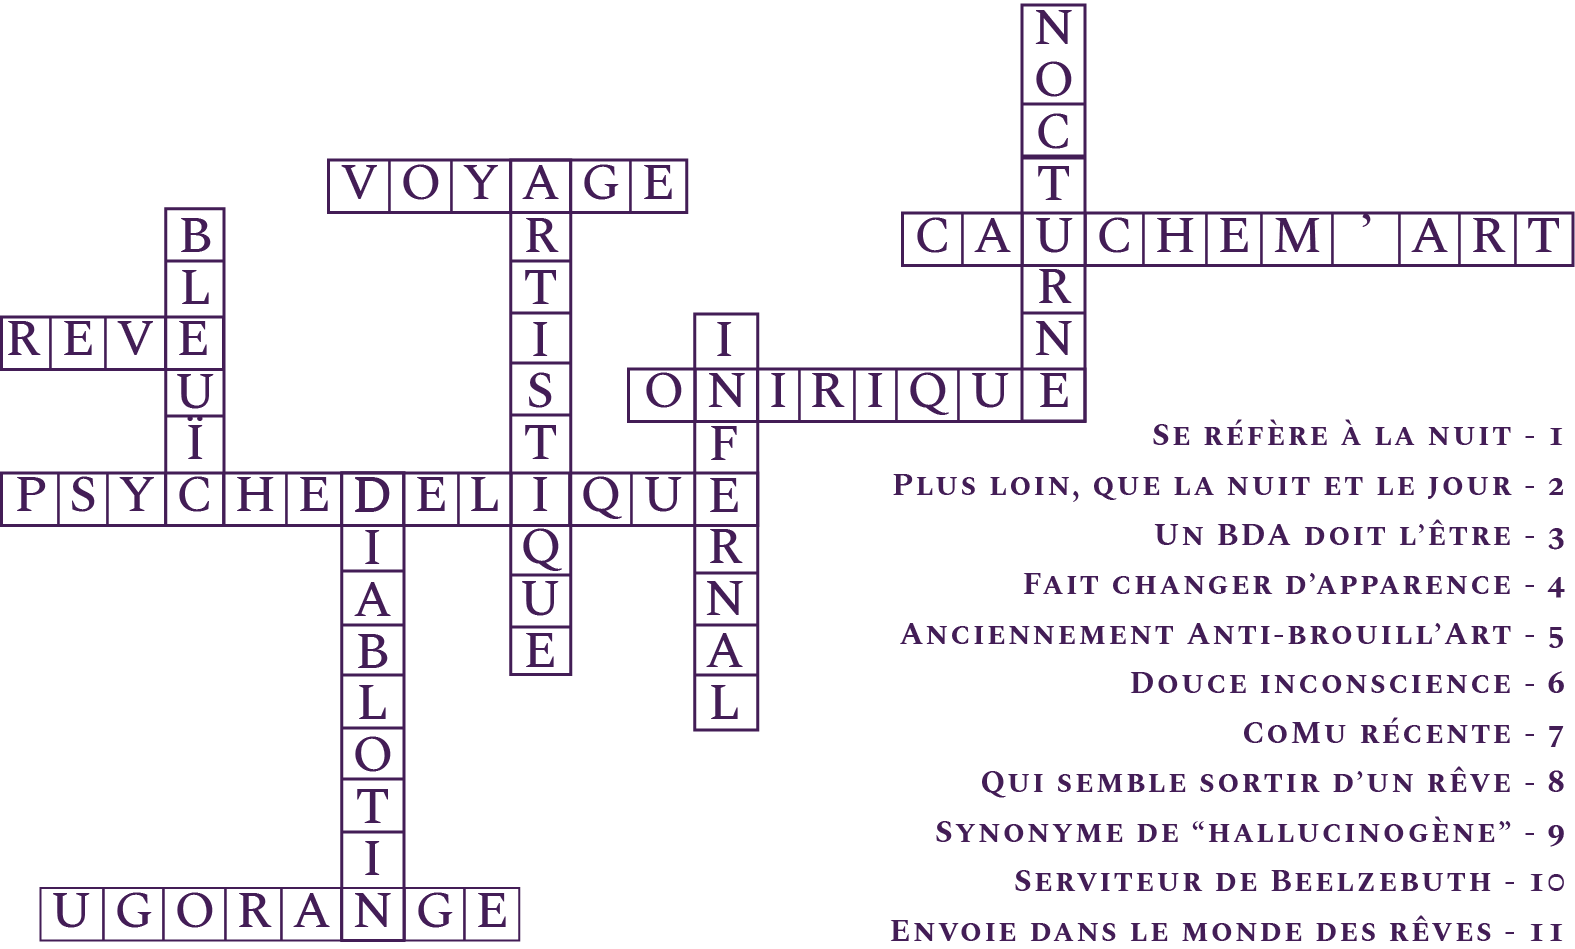 NOCTURNE
VOYAGE
ARTISTIQUE
BLEUÏC
CAUCHEM’ART
REVE
INFERNAL
ONIRIQUE
PSYCHEDELIQUE
DIABLOTIN
UGORANGE
Se réfère à la nuit - 1
Plus loin, que la nuit et le jour - 2
Un BDA doit l’être - 3
Fait changer d’apparence - 4
Anciennement Anti-brouill’Art - 5
Douce inconscience - 6
CoMu récente - 7
Qui semble sortir d’un rêve - 8
Synonyme de “hallucinogène” - 9
Serviteur de Beelzebuth - 10
Envoie dans le monde des rêves - 11